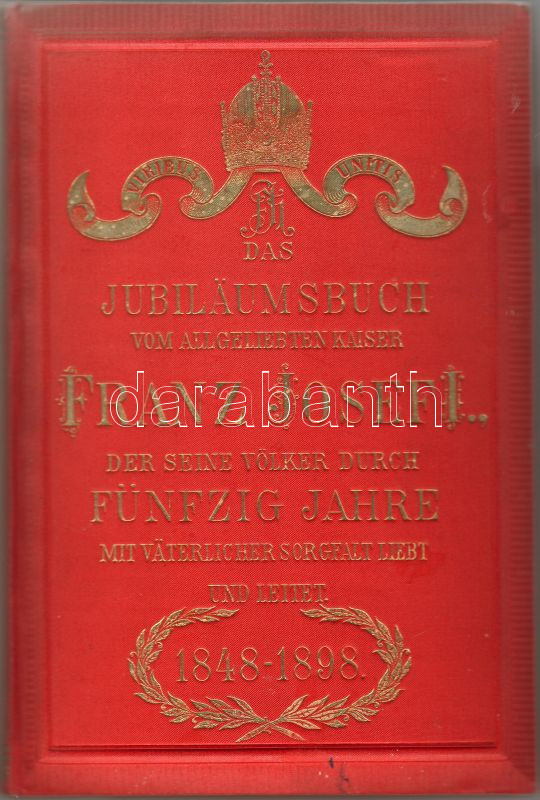 VIRIBUS UNITIS
DAS
JUBILÄUMSBUCH
VOM ALLGELIEBTEN KAISER
FRANZ JOSEF I.,
darabanth
DER SEINE VÖLKER DURCH
FÜNFZIG JAHRE
MIT VÄTERLICHER SORGFALT LIEBT
UND LEITET.
1848-1898.